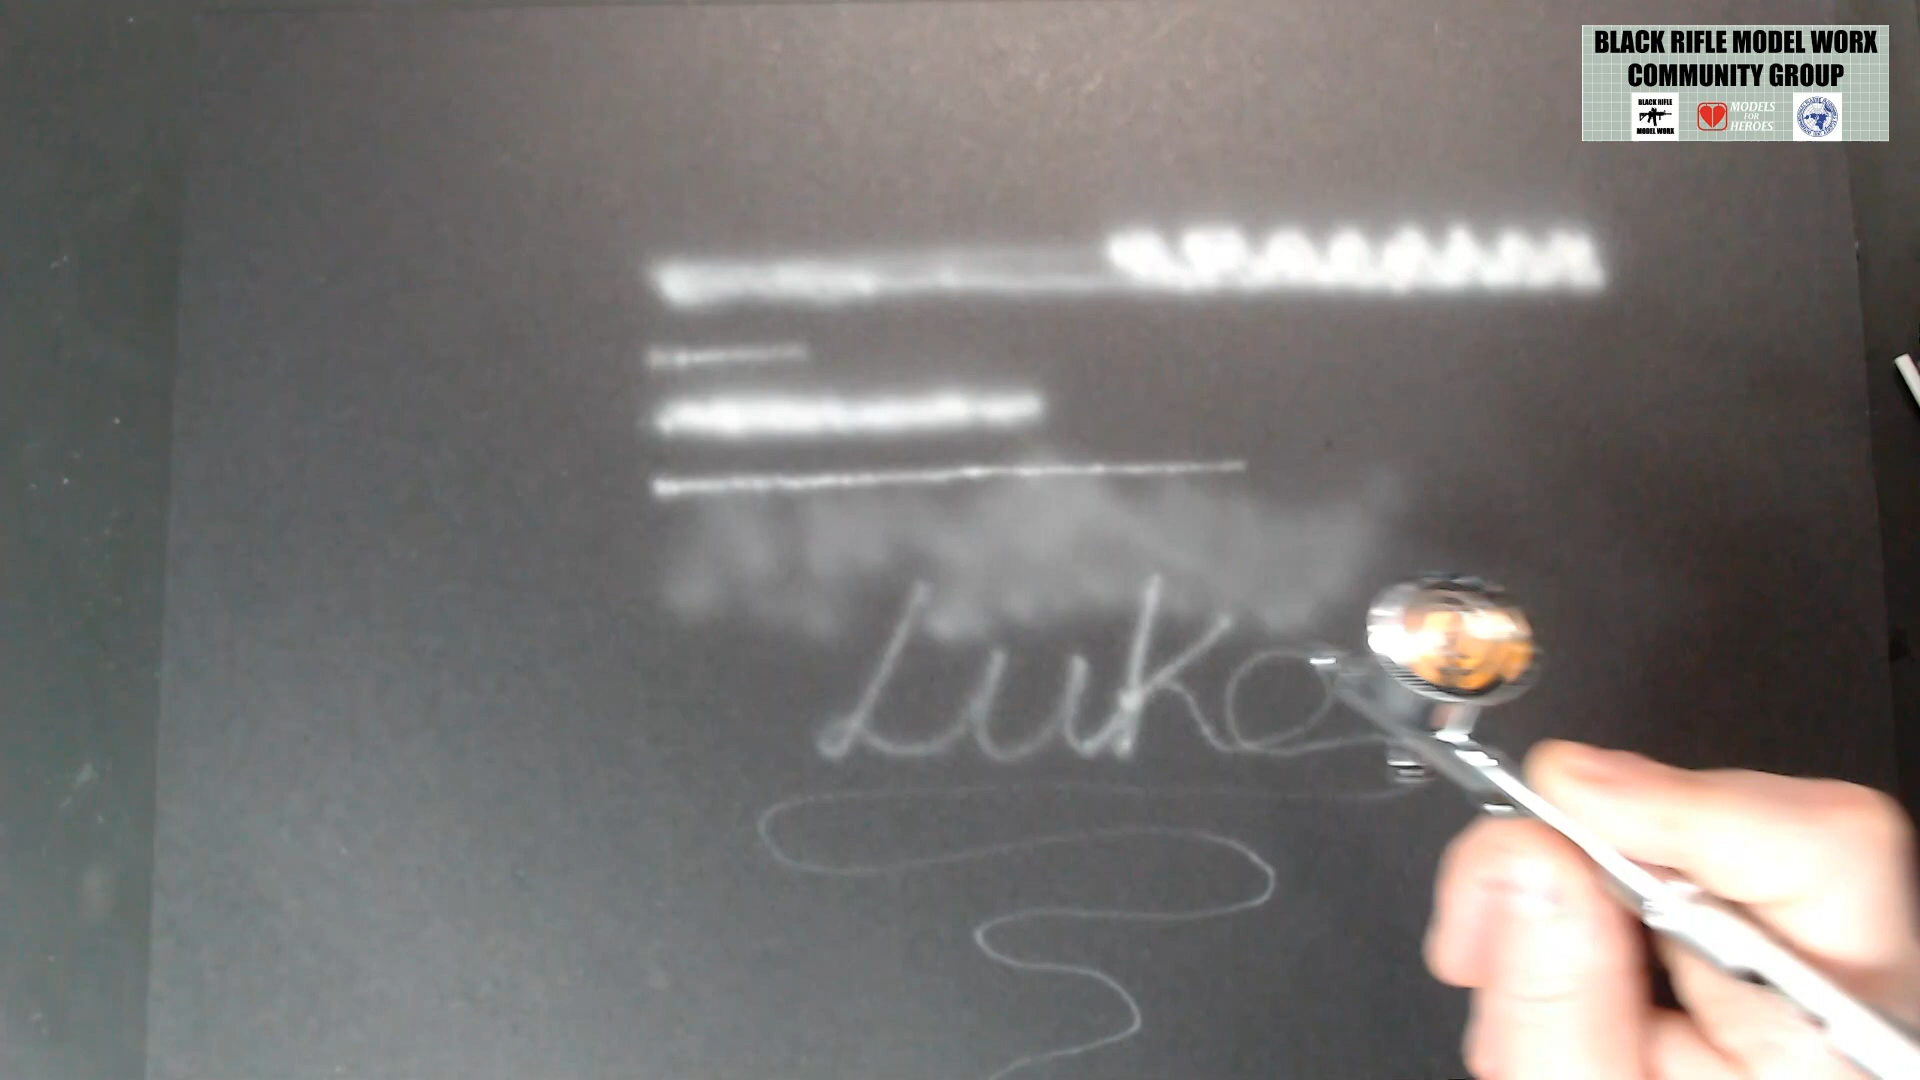 BLACK RIFLE MODEL WORX
COMMUNITY GROUP
BLACK RIFLE
MODEL WORX
MODELS
FOR
HEROES
Luke